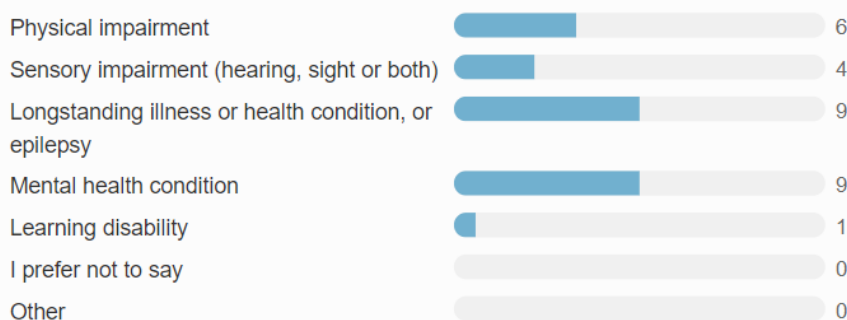 Physical impairment 6
Sensory impairment (hearing, sight or both) 4
Longstanding illness or health condition, or 9
epilepsy
Mental health condition 9
Learning disability 1
I prefer not to say 0
Other 0